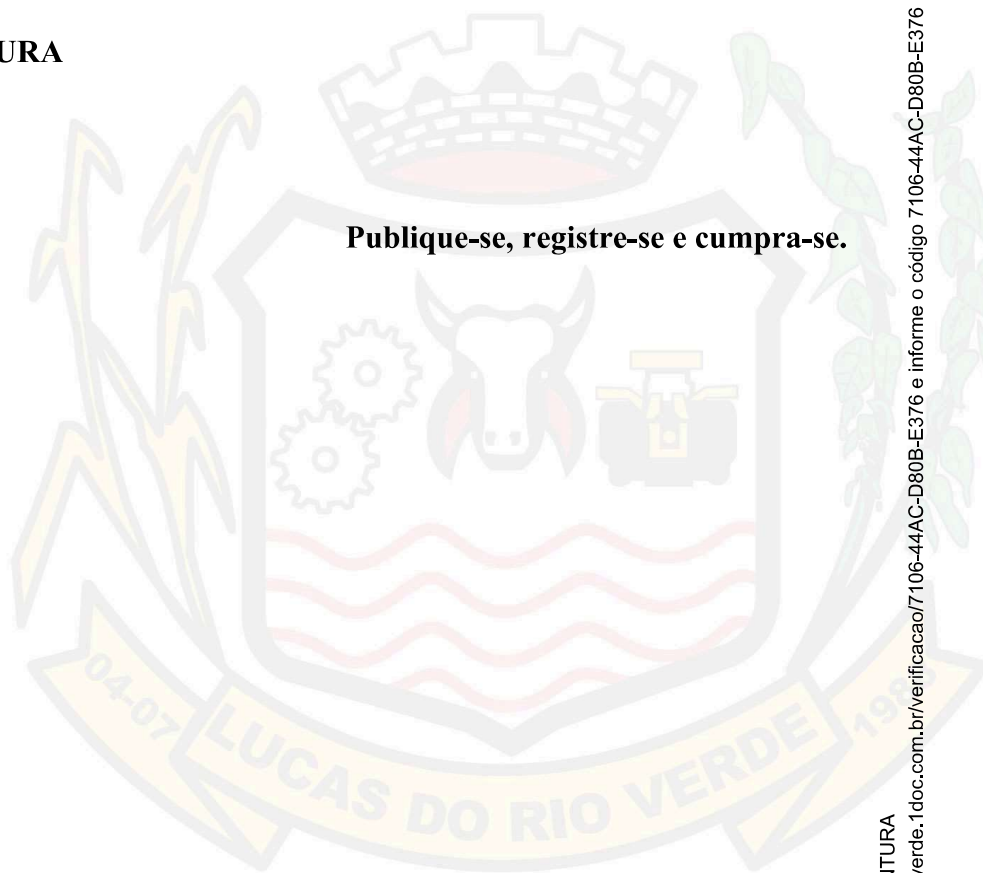 URA
Publique-se, registre-se e cumpra-se.
04-07
LUCAS DO RIO VERDE
NTURA
verde.1doc.com.br/verificacao/7106-44AC-D80B-E376 e informe o código 7106-44AC-D80B-E376